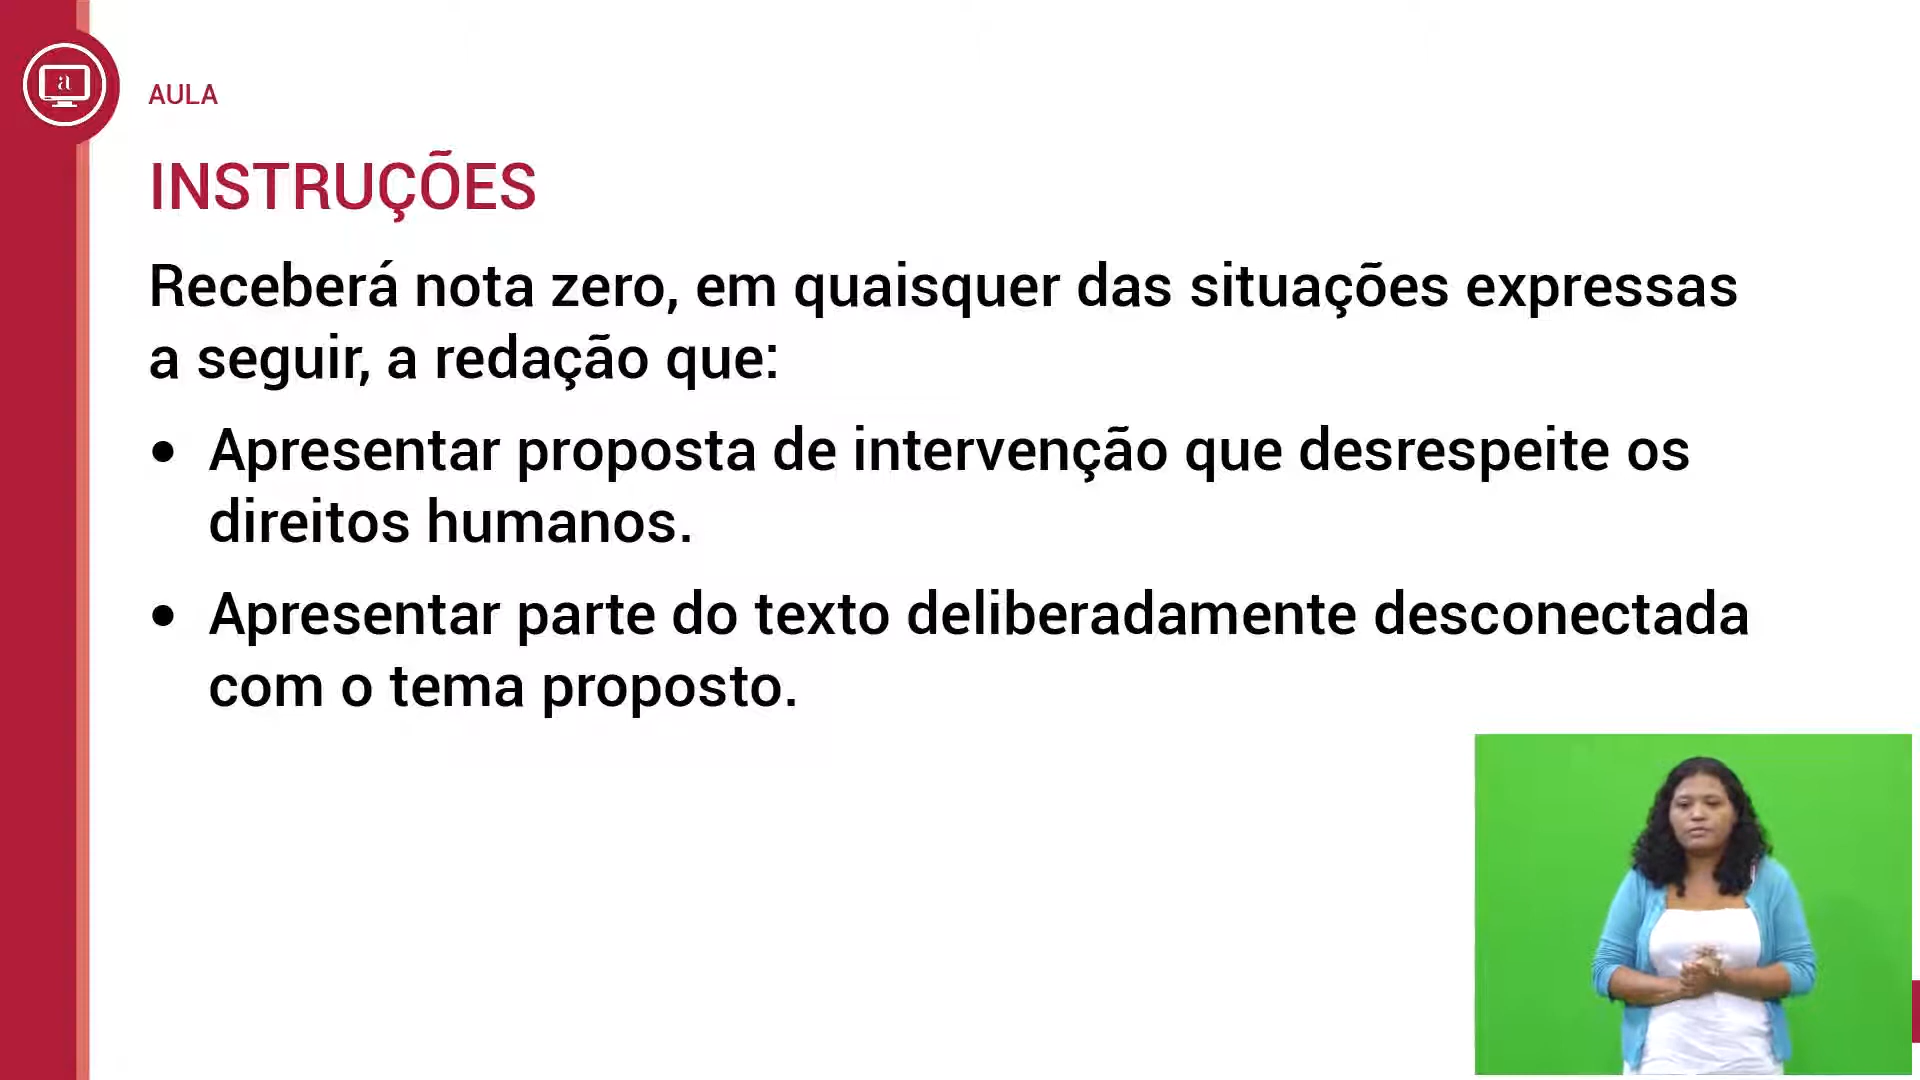 a
AULA
INSTRUÇÕES
Receberá nota zero, em quaisquer das situações expressas
a seguir, a redação que:
• Apresentar proposta de intervenção que desrespeite os
direitos humanos.
• Apresentar parte do texto deliberadamente desconectada
com o tema proposto.